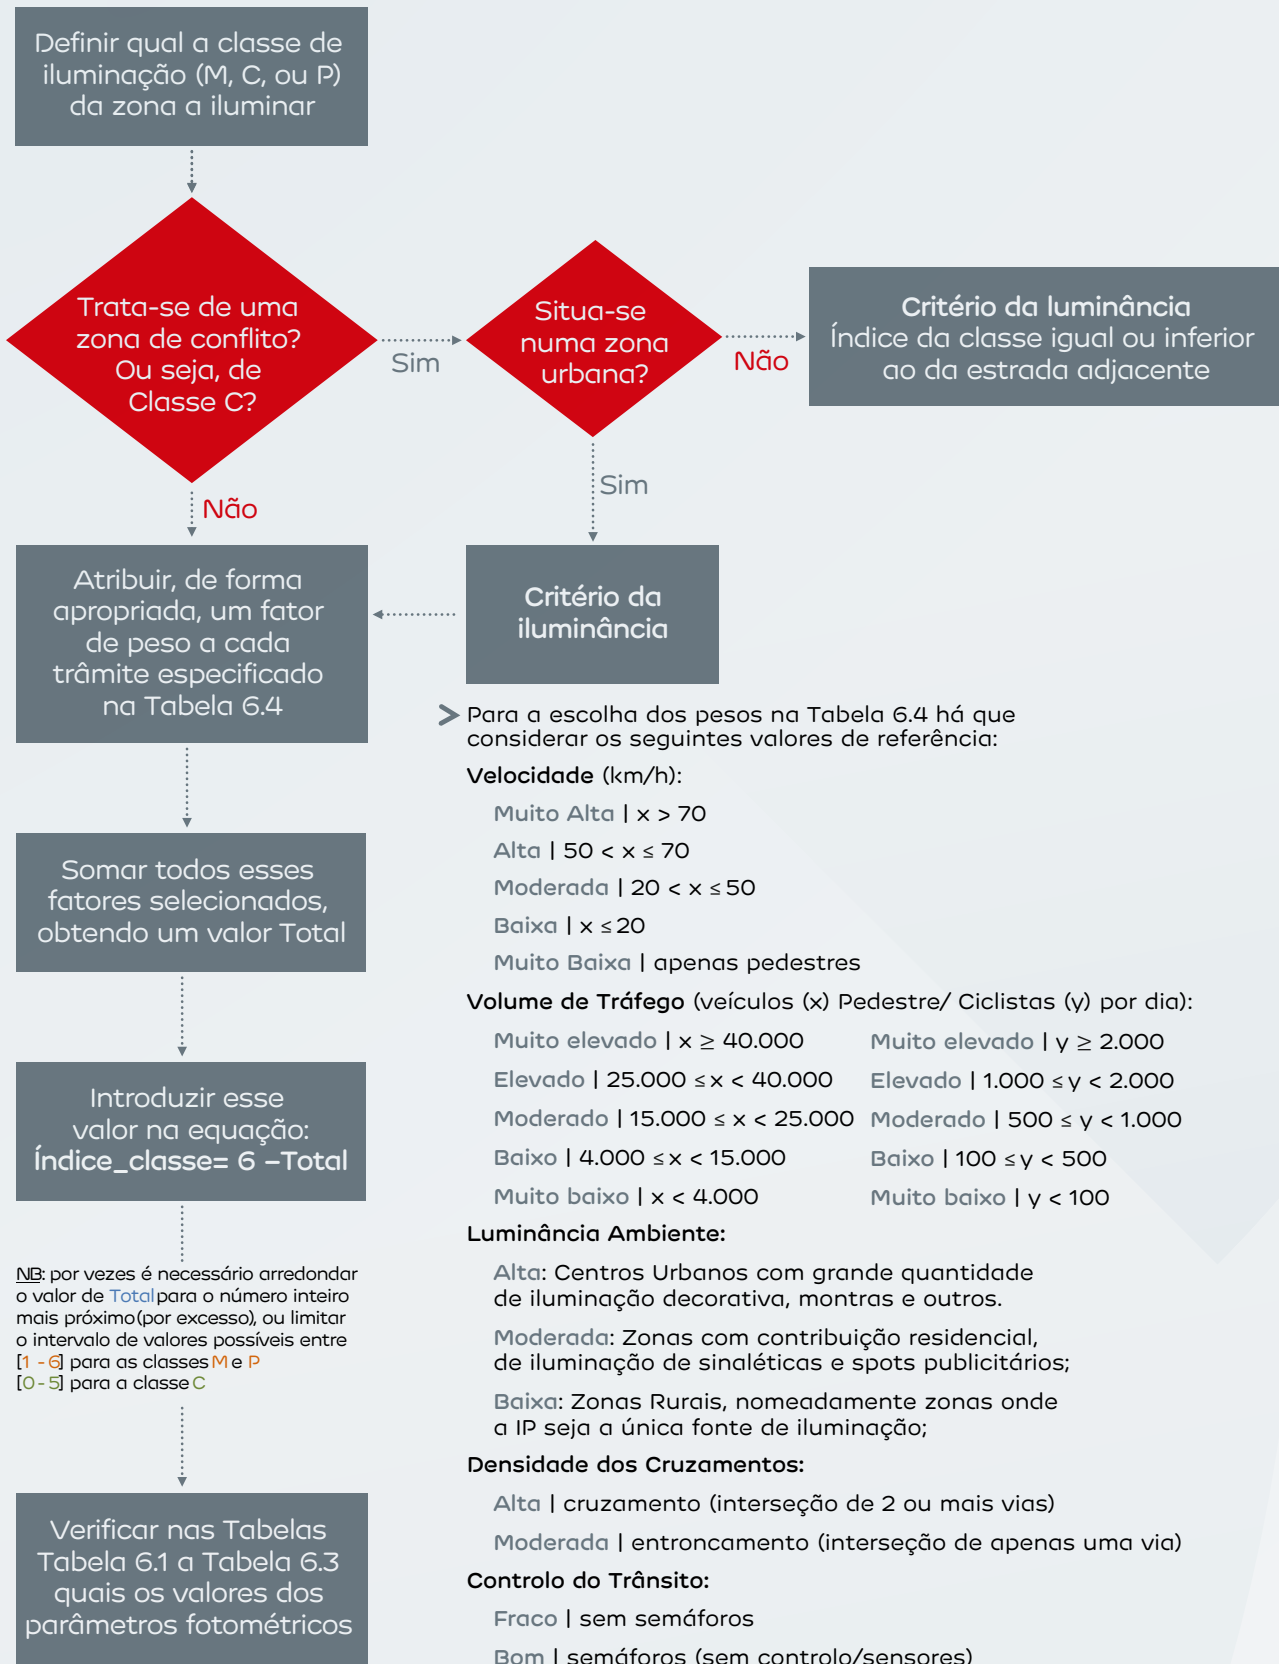 Definir qual a classe de
iluminação (M, C, ou P)
da zona a iluminar
Trata-se de uma
zona de conflito?
Ou seja, de
Classe C?
Sim
Situa-se
numa zona
urbana?
Não
Critério da luminância
Índice da classe igual ou inferior
ao da estrada adjacente
Sim
Não
Critério da
iluminância
Atribuir, de forma
apropriada, um fator
de peso a cada
trâmite especificado
na Tabela 6.4
Somar todos esses
fatores selecionados,
obtendo um valor Total
Introduzir esse
valor na equação:
Índice_classe= 6 –Total
NB: por vezes é necessário arredondar
o valor de Total para o número inteiro
mais próximo(por excesso), ou limitar
o intervalo de valores possíveis entre
[1 - 6] para as classes M e P
[0 - 5] para a classe C
Verificar nas Tabelas
Tabela 6.1 a Tabela 6.3
quais os valores dos
parâmetros fotométricos
> Para a escolha dos pesos na Tabela 6.4 há que
considerar os seguintes valores de referência:
Velocidade (km/h):
Muito Alta | x > 70
Alta | 50 < x ≤ 70
Moderada | 20 < x ≤ 50
Baixa | x ≤ 20
Muito Baixa | apenas pedestres
Volume de Tráfego (veículos (x) Pedestre/ Ciclistas (y) por dia):
Muito elevado | x ≥ 40.000
Elevado | 25.000 ≤ x < 40.000
Moderado | 15.000 ≤ x < 25.000
Baixo | 4.000 ≤ x < 15.000
Muito baixo | x < 4.000
Muito elevado | y ≥ 2.000
Elevado | 1.000 ≤ y < 2.000
Moderado | 500 ≤ y < 1.000
Baixo | 100 ≤ y < 500
Muito baixo | y < 100
Luminância Ambiente:
Alta: Centros Urbanos com grande quantidade
de iluminação decorativa, montras e outros.
Moderada: Zonas com contribuição residencial,
de iluminação de sinaléticas e spots publicitários;
Baixa: Zonas Rurais, nomeadamente zonas onde
a IP seja a única fonte de iluminação;
Densidade dos Cruzamentos:
Alta | cruzamento (interseção de 2 ou mais vias)
Moderada | entroncamento (interseção de apenas uma via)
Controlo do Trânsito:
Fraco | sem semáforos
Bom | semáforos (sem controlo/sensores)